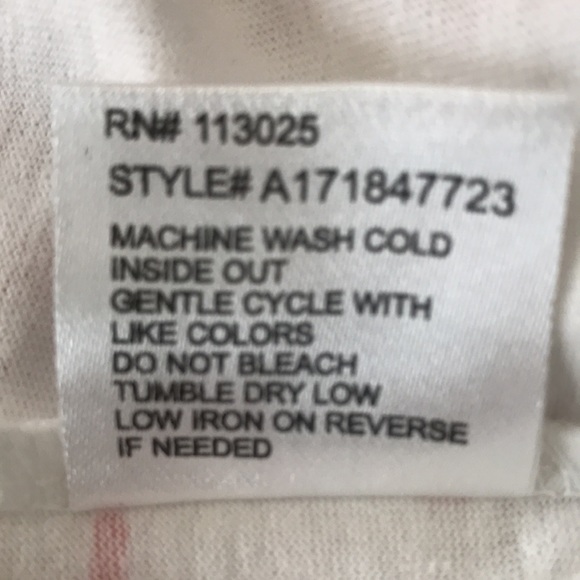 RN# 113025
STYLE# A171847723
MACHINE WASH COLD
INSIDE OUT
GENTLE CYCLE WITH
LIKE COLORS
DO NOT BLEACH
TUMBLE DRY LOW
LOW IRON ON REVERSE
IF NEEDED